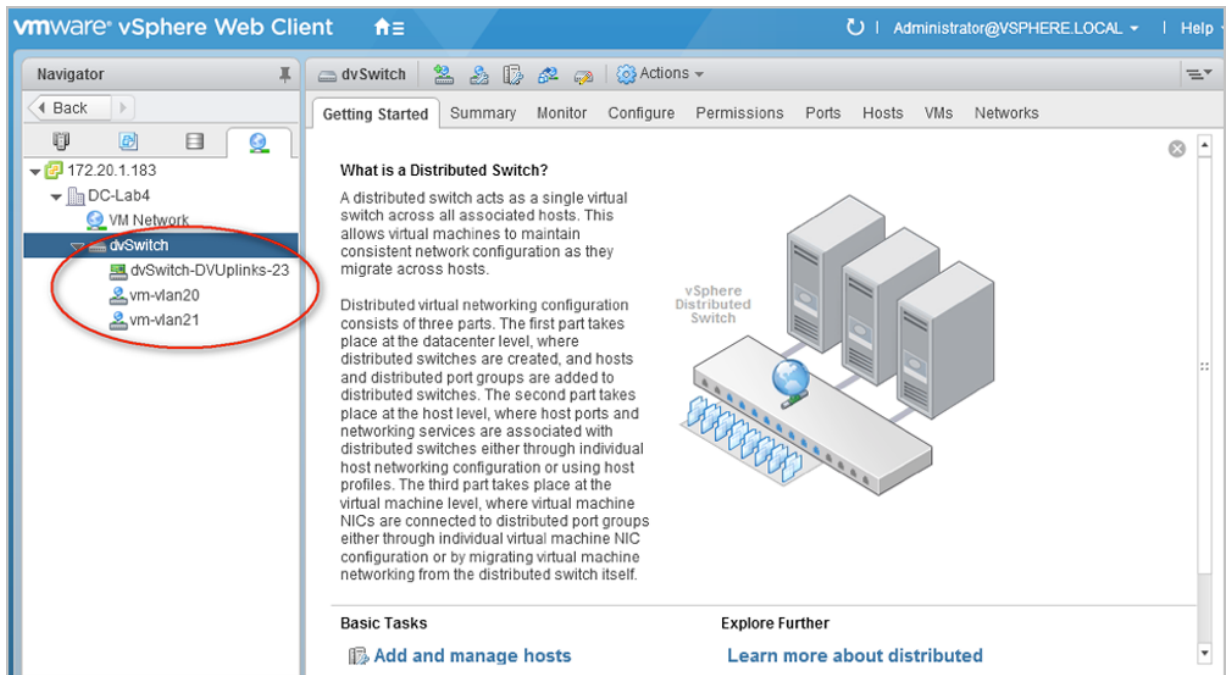 vmware® vSphere Web Client
Administrator@VSPHERE.LOCAL
Help
Navigator
Back
172.20.1.183
DC-Lab4
VM Network
dvSwitch
dvSwitch-DVUplinks-23
vm-vlan20
vm-vlan21
dvSwitch
Actions
Getting Started Summary Monitor Configure Permissions Ports Hosts VMs Networks
What is a Distributed Switch?
A distributed switch acts as a single virtual
switch across all associated hosts. This
allows virtual machines to maintain
consistent network configuration as they
migrate across hosts.
Distributed virtual networking configuration
consists of three parts. The first part takes
place at the datacenter level, where
distributed switches are created, and hosts
and distributed port groups are added to
distributed switches. The second part takes
place at the host level, where host ports and
networking services are associated with
distributed switches either through individual
host networking configuration or using host
profiles. The third part takes place at the
virtual machine level, where virtual machine
NICs are connected to distributed port groups
either through individual virtual machine NIC
configuration or by migrating virtual machine
networking from the distributed switch itself.
vSphere
Distributed
Switch
Basic Tasks
Add and manage hosts
Explore Further
Learn more about distributed